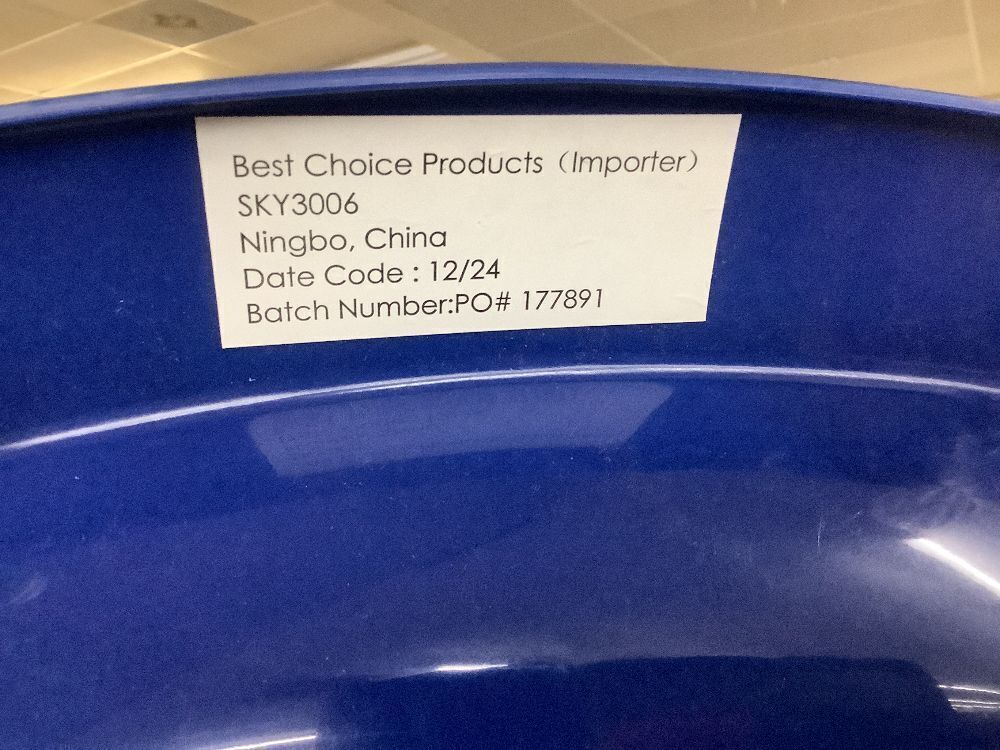 Best Choice Products（Importer）
SKY3006
Ningbo, China
Date Code : 12/24
Batch Number:PO# 177891